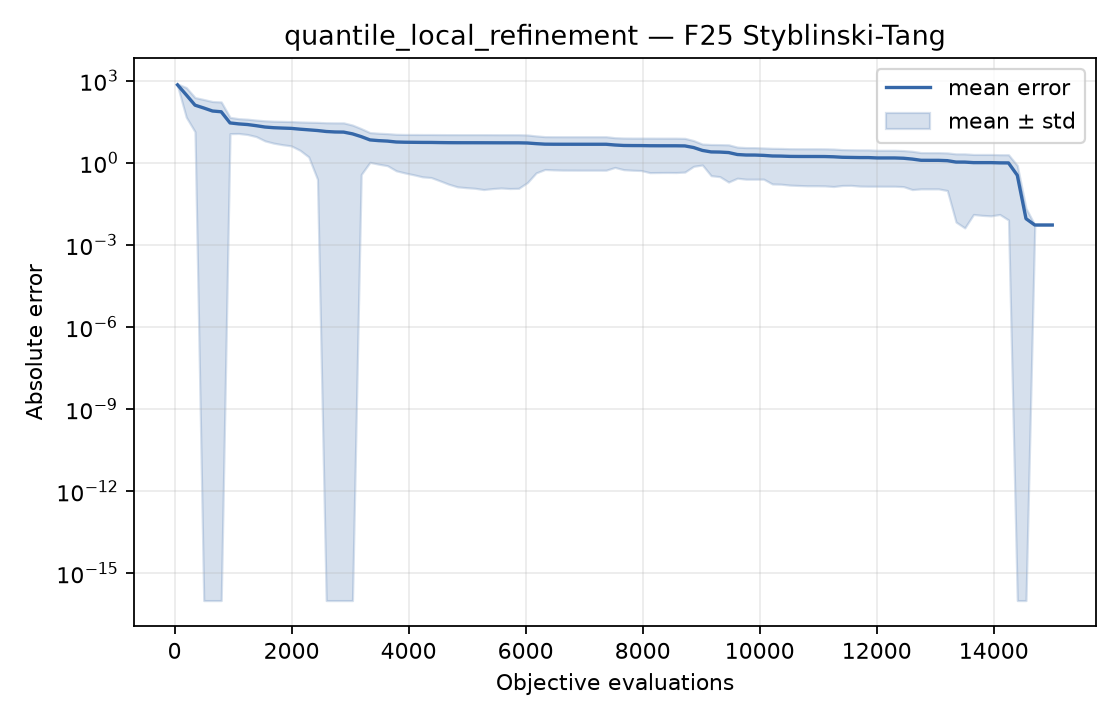 quantile_local_refinement — F25 Styblinski-Tang
mean error
mean ± std
Absolute error
10³
10⁰
10⁻³
10⁻⁶
10⁻⁹
10⁻¹²
10⁻¹⁵
0 2000 4000 6000 8000 10000 12000 14000
Objective evaluations